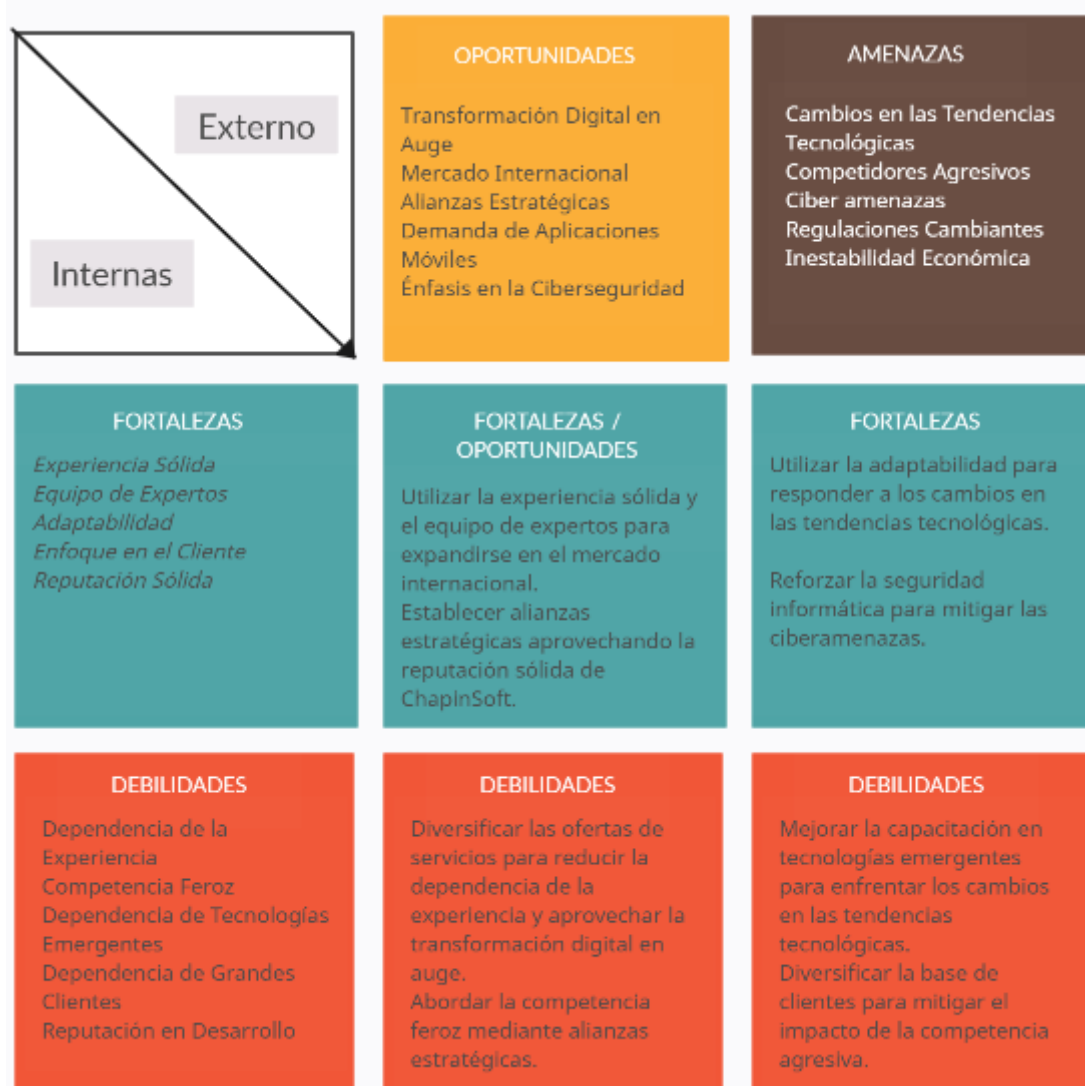 Externo
Internas
OPORTUNIDADES
Transformación Digital en
Auge
Mercado Internacional
Alianzas Estratégicas
Demanda de Aplicaciones
Móviles
Énfasis en la Ciberseguridad
AMENAZAS
Cambios en las Tendencias
Tecnológicas
Competidores Agresivos
Ciber amenazas
Regulaciones Cambiantes
Inestabilidad Económica
FORTALEZAS
Experiencia Sólida
Equipo de Expertos
Adaptabilidad
Enfoque en el Cliente
Reputación Sólida
FORTALEZAS /
OPORTUNIDADES
Utilizar la experiencia sólida y
el equipo de expertos para
expandirse en el mercado
internacional.
Establecer alianzas
estratégicas aprovechando la
reputación sólida de
ChapinSoft.
FORTALEZAS
Utilizar la adaptabilidad para
responder a los cambios en
las tendencias tecnológicas.
Reforzar la seguridad
informática para mitigar las
ciberamenazas.
DEBILIDADES
Dependencia de la
Experiencia
Competencia Feroz
Dependencia de Tecnologías
Emergentes
Dependencia de Grandes
Clientes
Reputación en Desarrollo
DEBILIDADES
Diversificar las ofertas de
servicios para reducir la
dependencia de la
experiencia y aprovechar la
transformación digital en
auge.
Abordar la competencia
feroz mediante alianzas
estratégicas.
DEBILIDADES
Mejorar la capacitación en
tecnologías emergentes
para enfrentar los cambios
en las tendencias
tecnológicas.
Diversificar la base de
clientes para mitigar el
impacto de la competencia
agresiva.